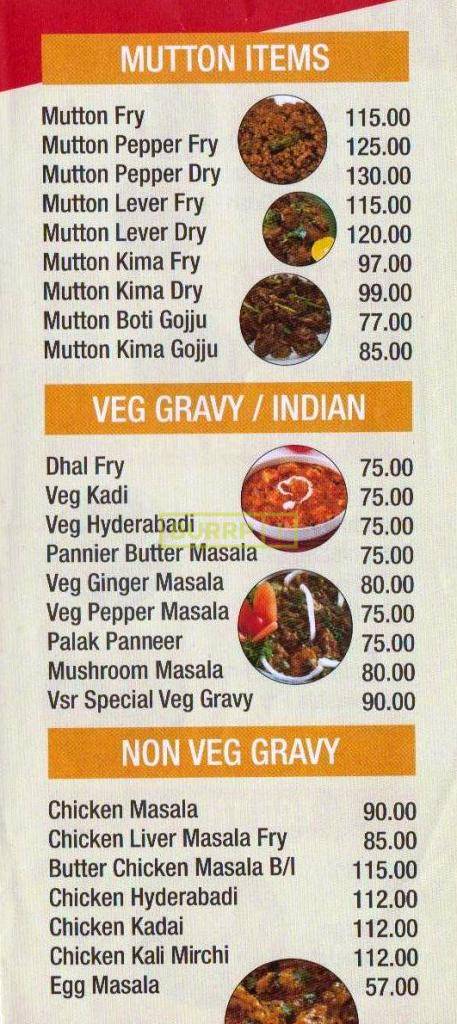 MUTTON ITEMS
Mutton Fry 115.00
Mutton Pepper Fry 125.00
Mutton Pepper Dry 130.00
Mutton Lever Fry 115.00
Mutton Lever Dry 120.00
Mutton Kima Fry 97.00
Mutton Kima Dry 99.00
Mutton Boti Gojju 77.00
Mutton Kima Gojju 85.00
VEG GRAVY / INDIAN
Dhal Fry 75.00
Veg Kadi 75.00
Veg Hyderabadi 75.00
Pannier Butter Masala 75.00
Veg Ginger Masala 80.00
Veg Pepper Masala 75.00
Palak Panneer 75.00
Mushroom Masala 80.00
Vsr Special Veg Gravy 90.00
NON VEG GRAVY
Chicken Masala 90.00
Chicken Liver Masala Fry 85.00
Butter Chicken Masala B/l 115.00
Chicken Hyderabadi 112.00
Chicken Kadai 112.00
Chicken Kali Mirchi 112.00
Egg Masala 57.00